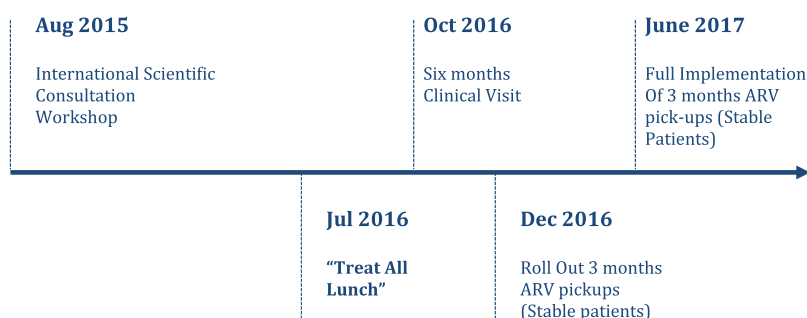 Aug 2015
International Scientific
Consultation
Workshop
Oct 2016
Six months
Clinical Visit
June 2017
Full Implementation
Of 3 months ARV
pick-ups (Stable
Patients)
Jul 2016
“Treat All
Lunch”
Dec 2016
Roll Out 3 months
ARV pickups
(Stable patients)